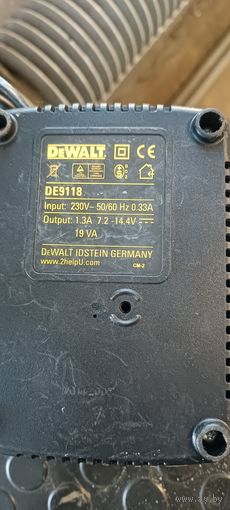 DEWALT
DE9118
Input: 230V~ 50/60 Hz 0.33A
Output: 1.3A 7.2 -14.4V
19 VA
DEWALT IDSTEIN GERMANY
www.2helpU.com
CM-2
www.av.by